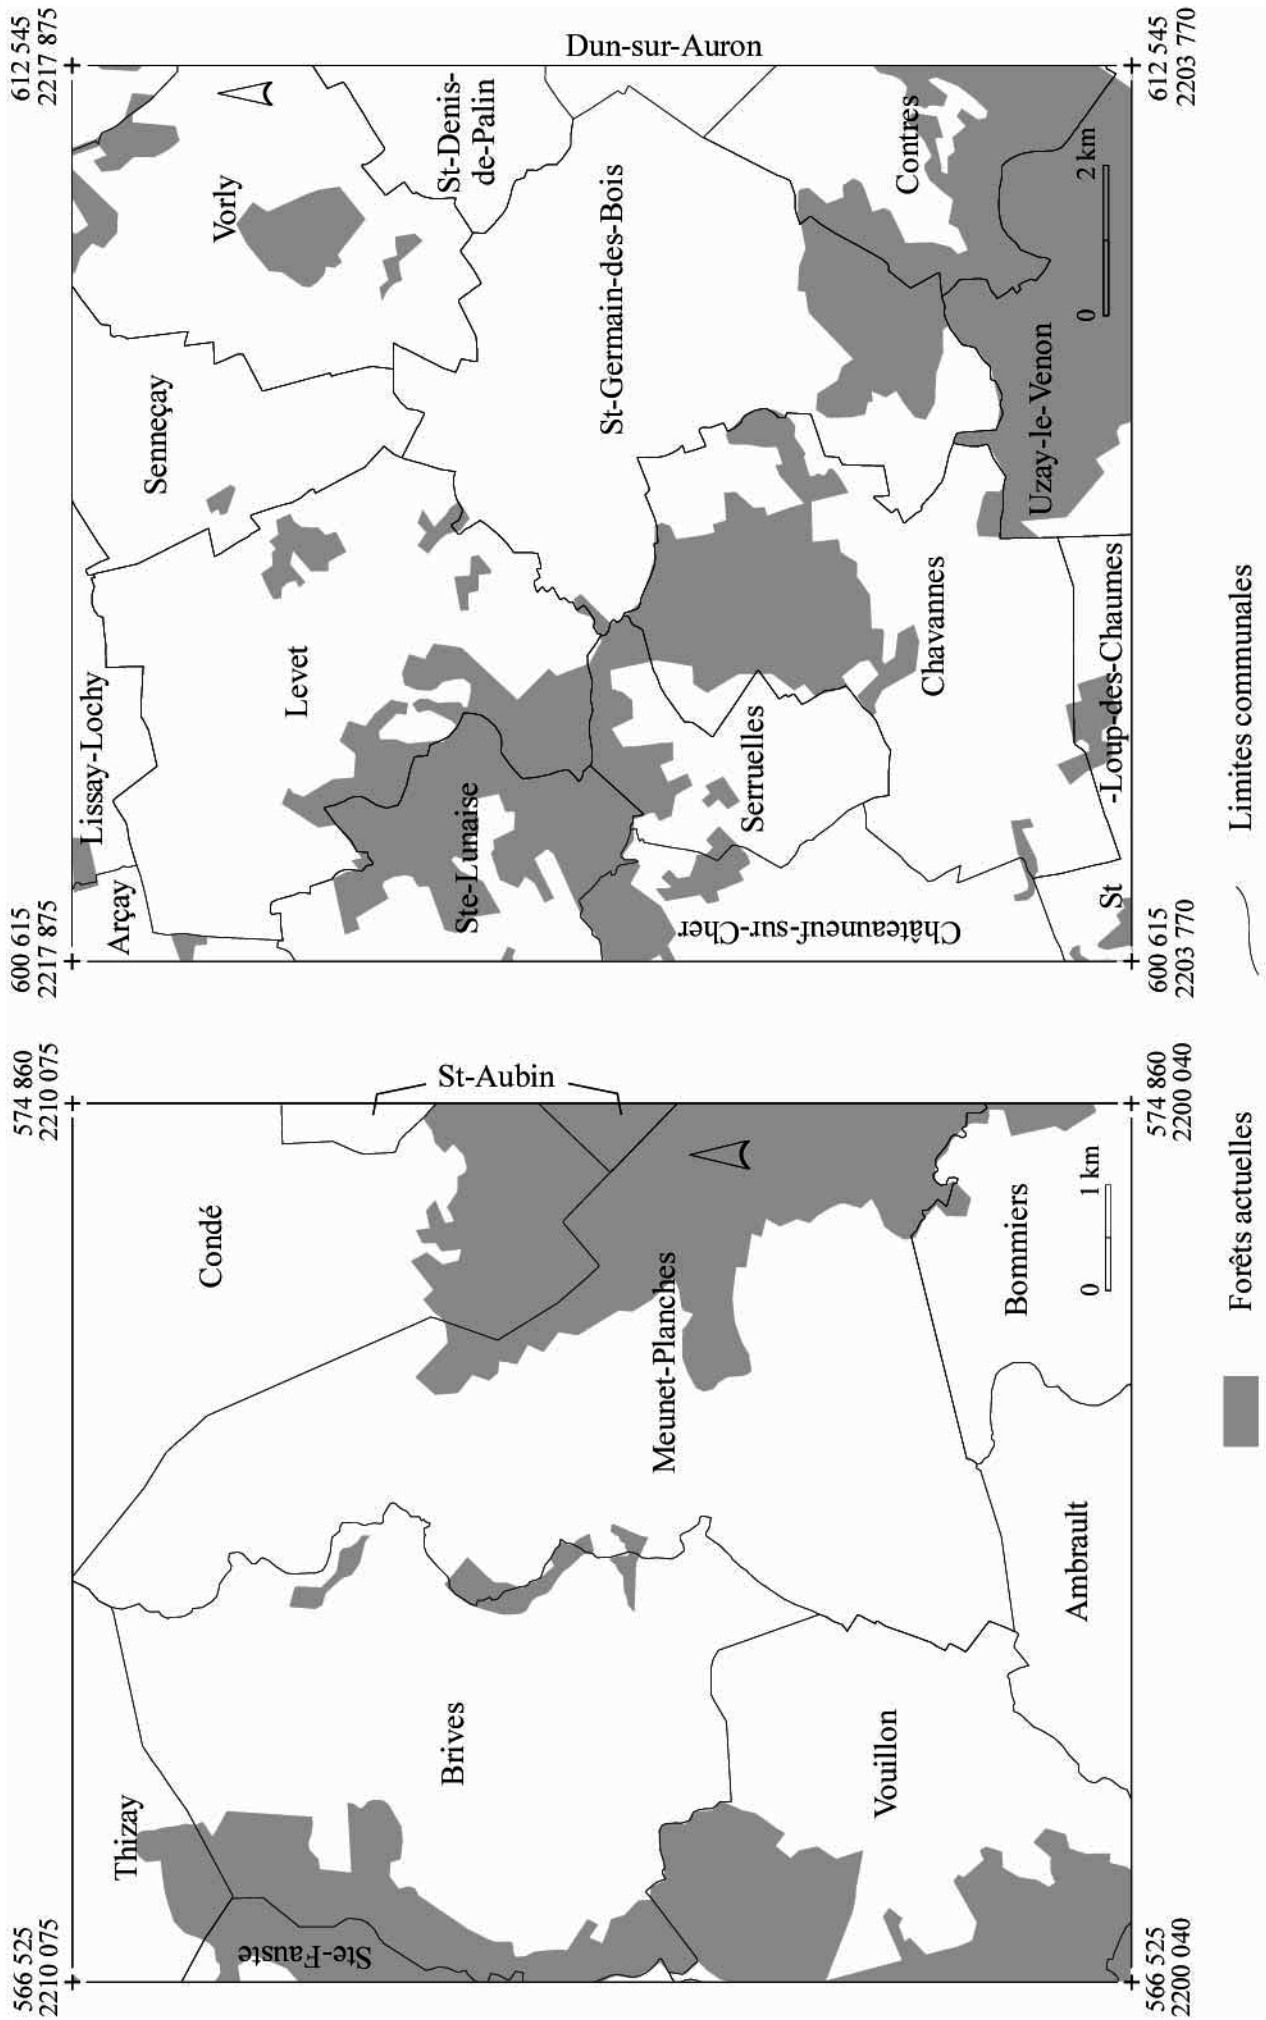 566 525
2210 075
574 860
2210 075
Thizay
Ste-Fauste
Condé
St-Aubin
Brives
Meunet-Planches
Vouillon
Ambrault
Bommiers
0 1 km
566 525
2200 040
574 860
2200 040
600 615
2217 875
612 545
2217 875
Arçay
Lissay-Lochy
Senneçay
Vorly
Levet
St-Denis-
de-Palin
Dun-sur-Auron
Ste-Lunaise
St-Germain-des-Bois
Serruelles
Châteauneuf-sur-Cher
Chavannes
Contres
Uzay-le-Venon
St
-Loup-des-Chaumes
0 2 km
600 615
2203 770
612 545
2203 770
Forêts actuelles
Limites communales